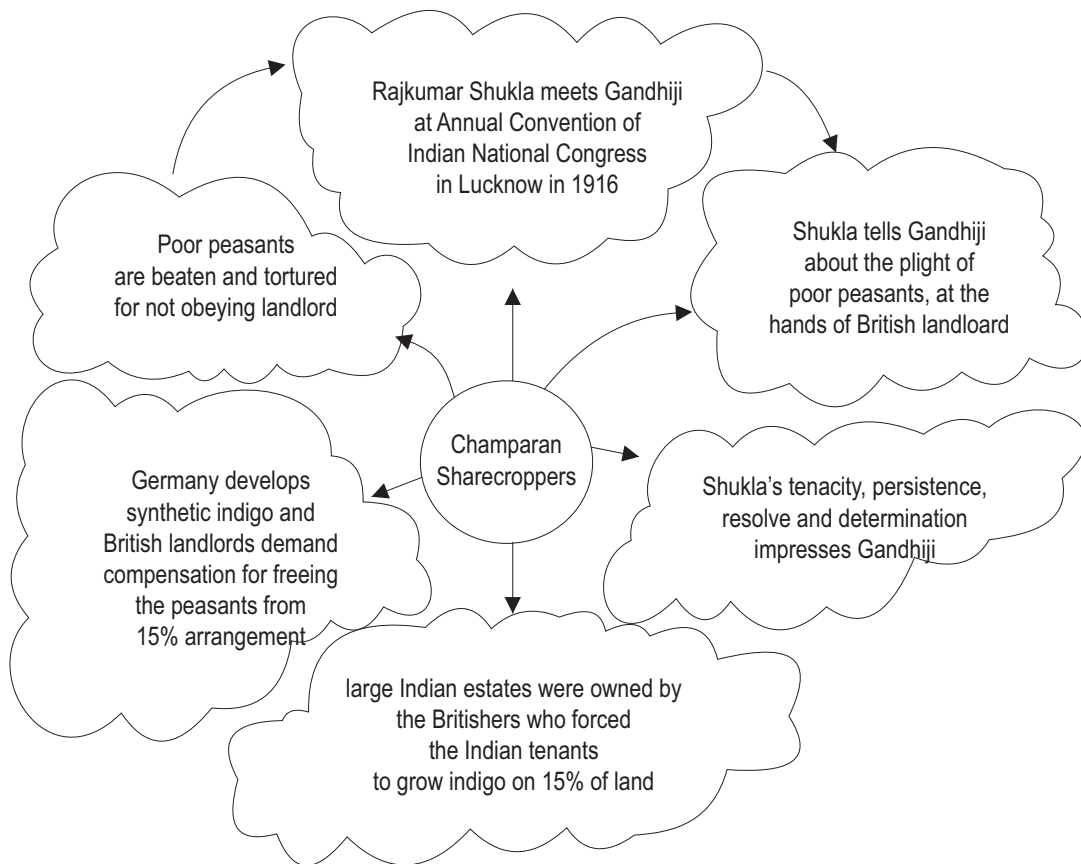 Rajkumar Shukla meets Gandhiji
at Annual Convention of
Indian National Congress
in Lucknow in 1916
Poor peasants
are beaten and tortured
for not obeying landlord
Shukla tells Gandhiji
about the plight of
poor peasants, at the
hands of British landloard
Champaran
Sharecroppers
Germany develops
synthetic indigo and
British landlords demand
compensation for freeing
the peasants from
15% arrangement
Shukla’s tenacity, persistence,
resolve and determination
impresses Gandhiji
large Indian estates were owned by
the Britishers who forced
the Indian tenants
to grow indigo on 15% of land